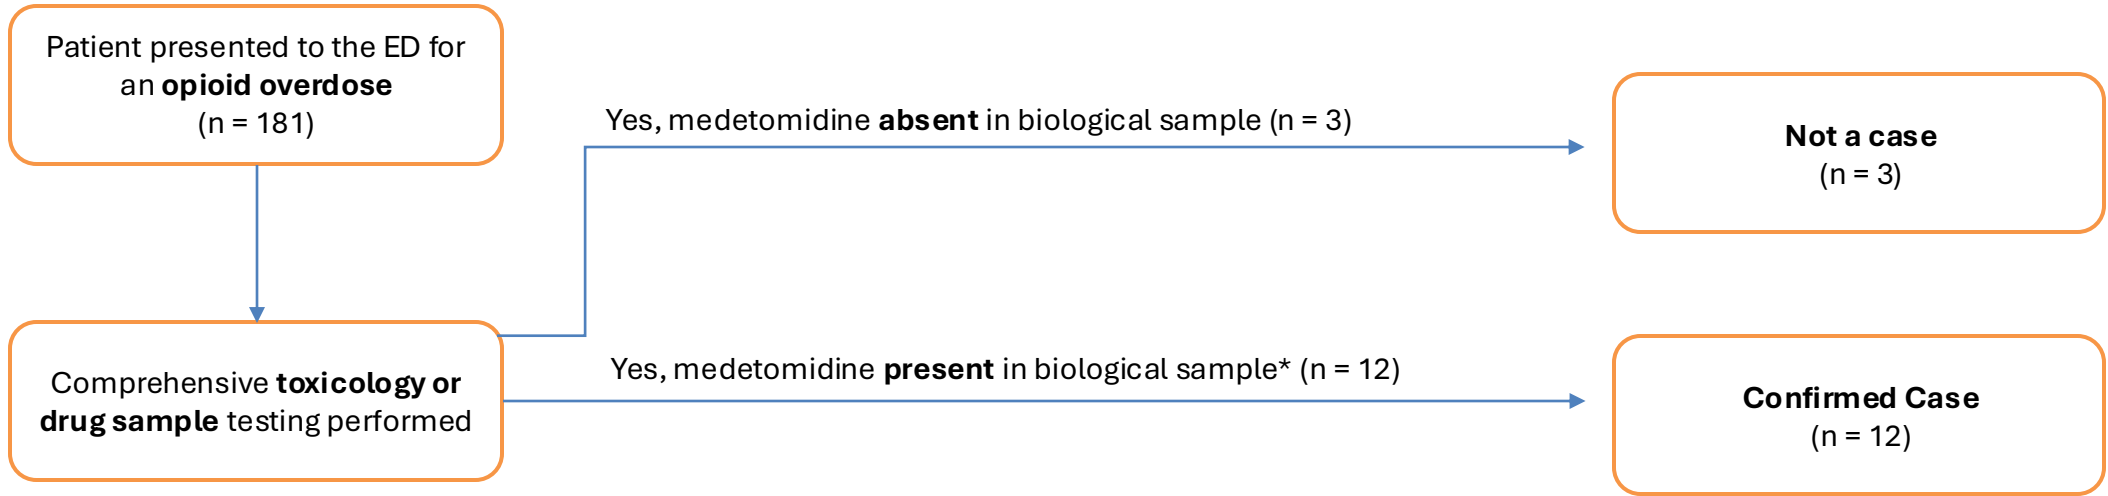 Patient presented to the ED for
an opioid overdose
(n = 181)
Yes, medetomidine absent in biological sample (n = 3)
Not a case
(n = 3)
Comprehensive toxicology or
drug sample testing performed
Yes, medetomidine present in biological sample* (n = 12)
Confirmed Case
(n = 12)